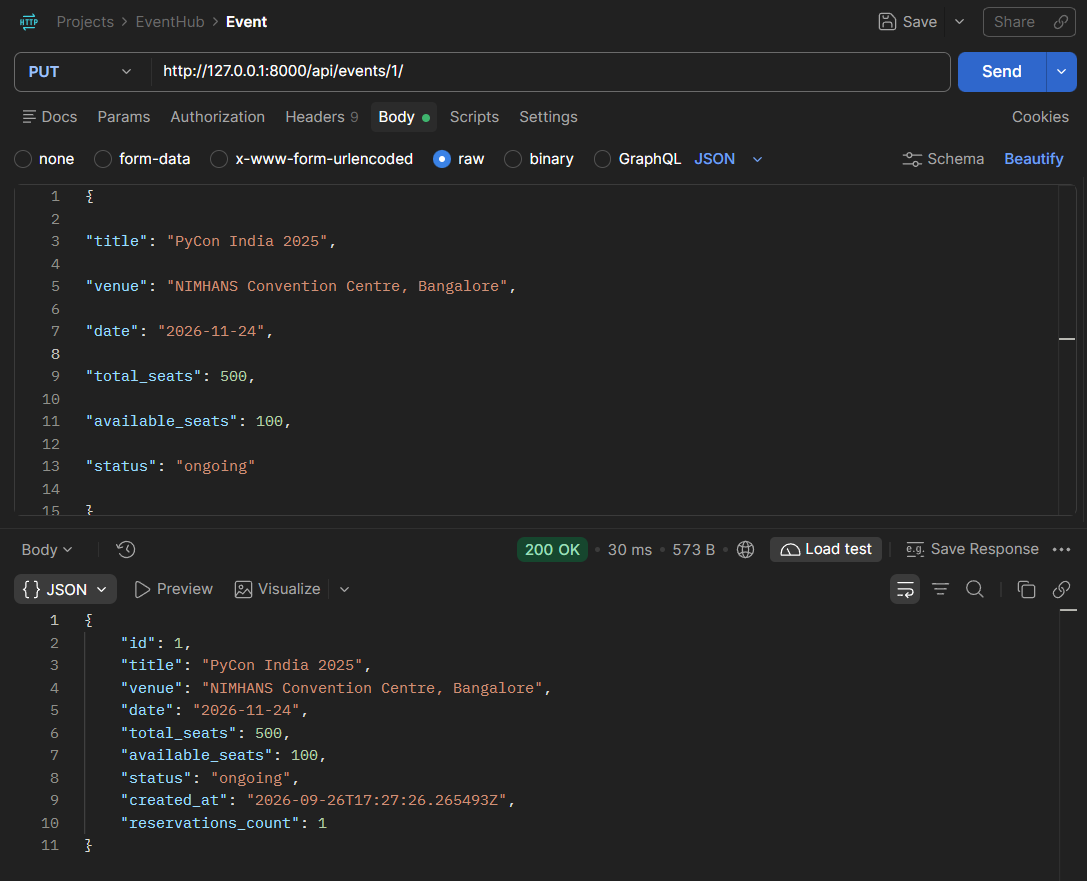 HTTP Projects > EventHub > Event Save Share
PUT http://127.0.0.1:8000/api/events/1/ Send
Docs Params Authorization Headers 9 Body Scripts Settings Cookies
none form-data x-www-form-urlencoded raw binary GraphQL JSON Schema Beautify
1 {
2
3 "title": "PyCon India 2025",
4
5 "venue": "NIMHANS Convention Centre, Bangalore",
6
7 "date": "2026-11-24",
8
9 "total_seats": 500,
10
11 "available_seats": 100,
12
13 "status": "ongoing"
14
15 }
Body 200 OK • 30 ms • 573 B • Load test e.g. Save Response
{} JSON Preview Visualize
1 {
2 "id": 1,
3 "title": "PyCon India 2025",
4 "venue": "NIMHANS Convention Centre, Bangalore",
5 "date": "2026-11-24",
6 "total_seats": 500,
7 "available_seats": 100,
8 "status": "ongoing",
9 "created_at": "2026-09-26T17:27:26.265493Z",
10 "reservations_count": 1
11 }